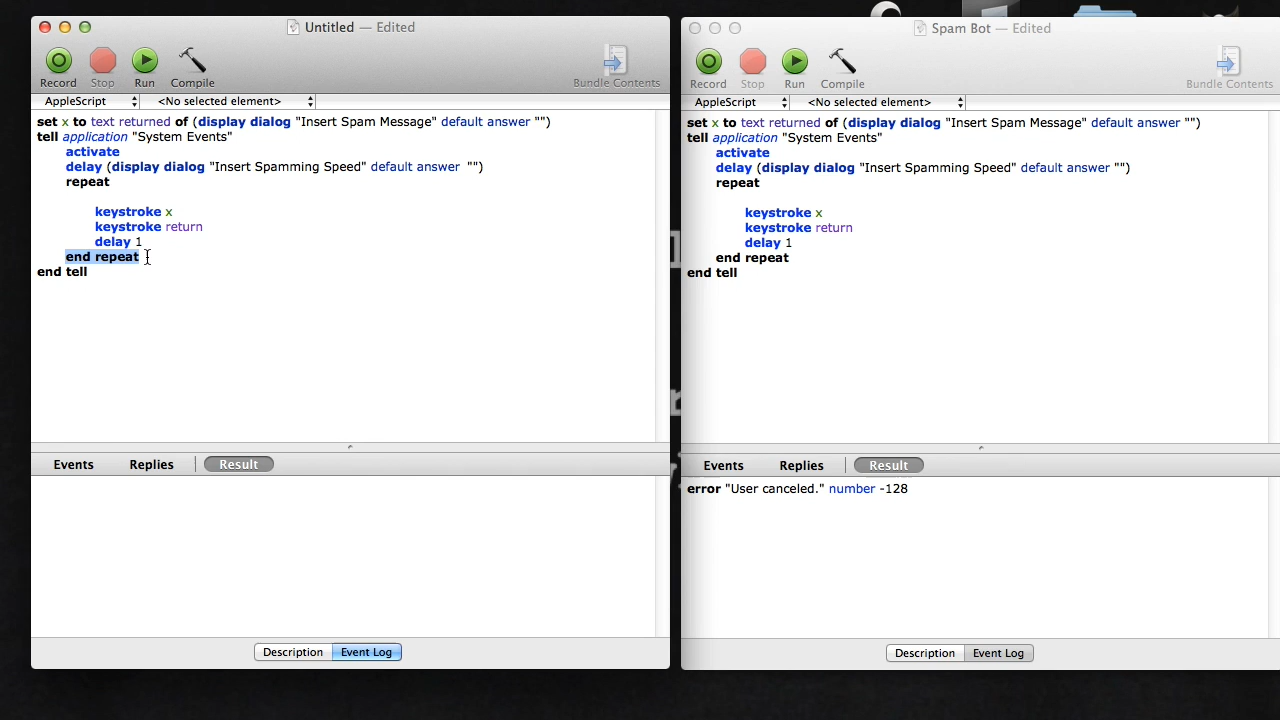 Untitled — Edited
Record Stop Run Compile Bundle Contents
AppleScript <No selected element>
set x to text returned of (display dialog "Insert Spam Message" default answer "")
tell application "System Events"
activate
delay (display dialog "Insert Spamming Speed" default answer "")
repeat
keystroke x
keystroke return
delay 1
end repeat
end tell
Events Replies Result
Description Event Log
Spam Bot — Edited
Record Stop Run Compile Bundle Contents
AppleScript <No selected element>
set x to text returned of (display dialog "Insert Spam Message" default answer "")
tell application "System Events"
activate
delay (display dialog "Insert Spamming Speed" default answer "")
repeat
keystroke x
keystroke return
delay 1
end repeat
end tell
Events Replies Result
error "User canceled." number -128
Description Event Log